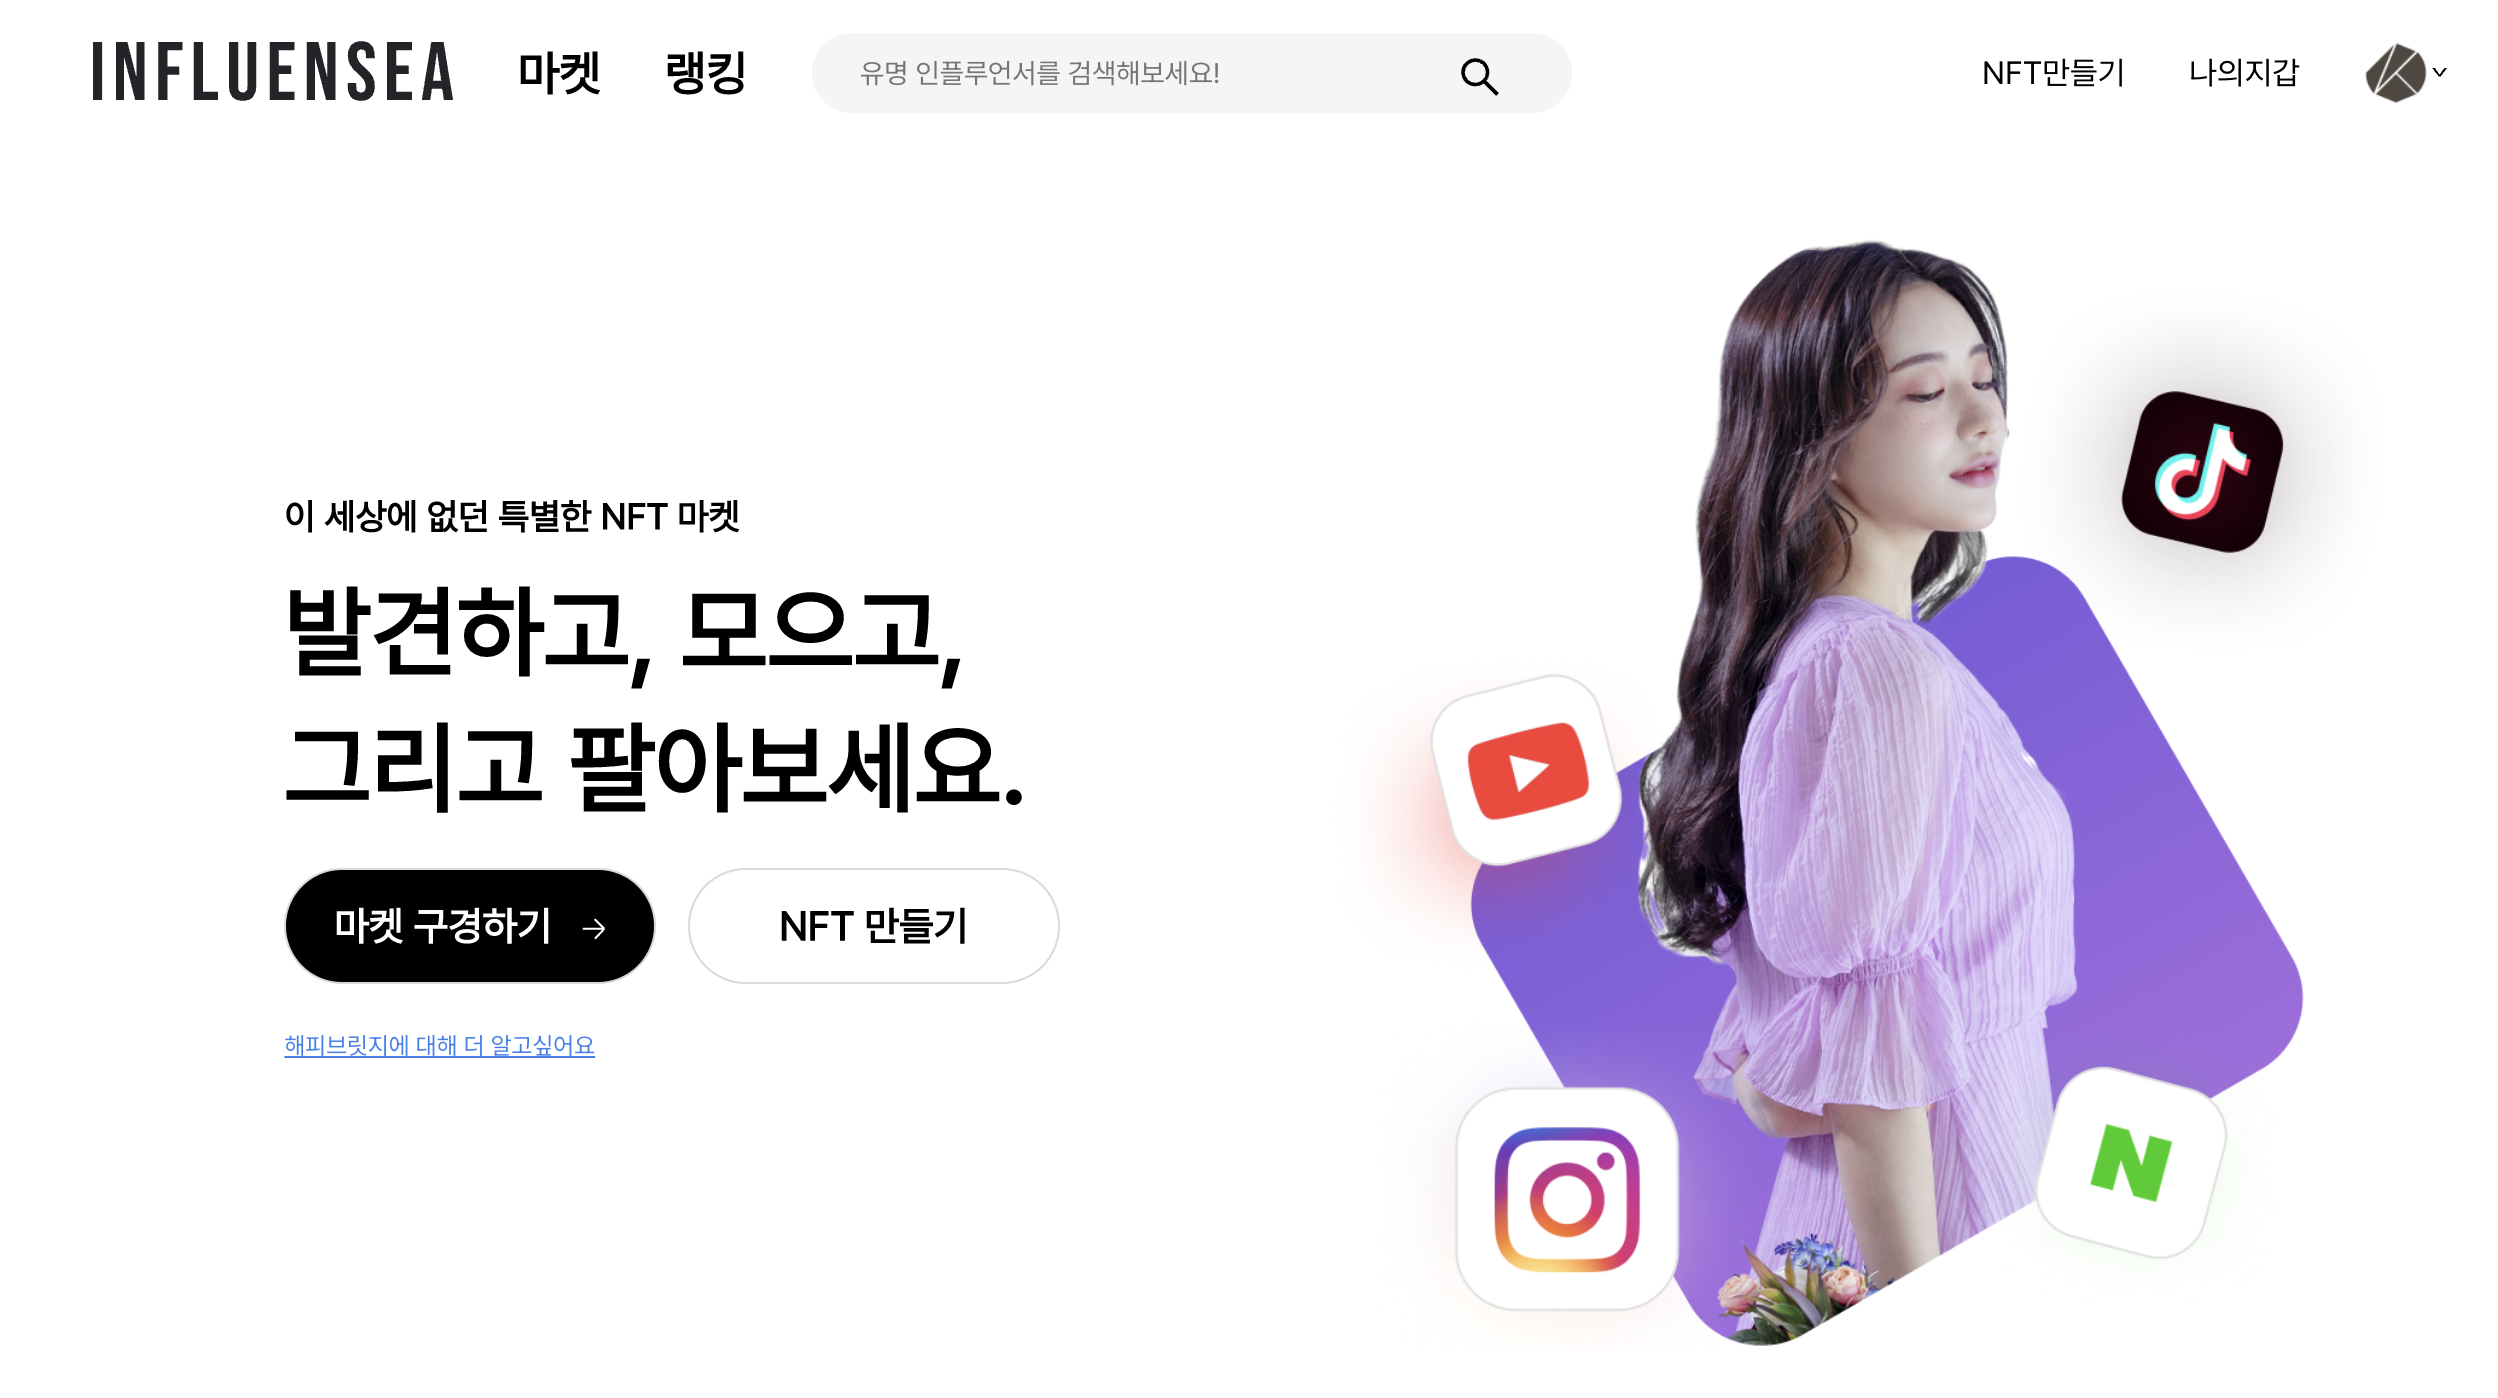 INFLUENSEA
마켓
랭킹
유명 인플루언서를 검색해보세요!
NFT만들기
나의지갑
이 세상에 없던 특별한 NFT 마켓
발견하고, 모으고,
그리고 팔아보세요.
마켓 구경하기
NFT 만들기
해피브릿지에 대해 더 알고싶어요
N